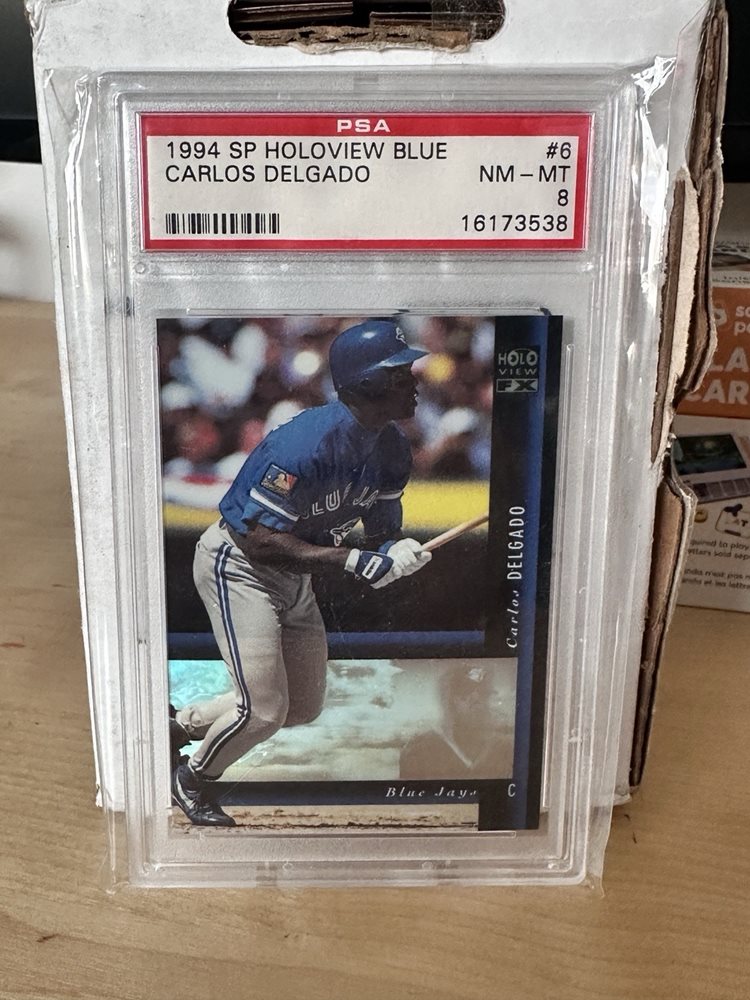 PSA
1994 SP HOLOVIEW BLUE #6
CARLOS DELGADO NM - MT
8
16173538
HOLO
VIEW
FX
Carlos DELGADO
Blue Jays C